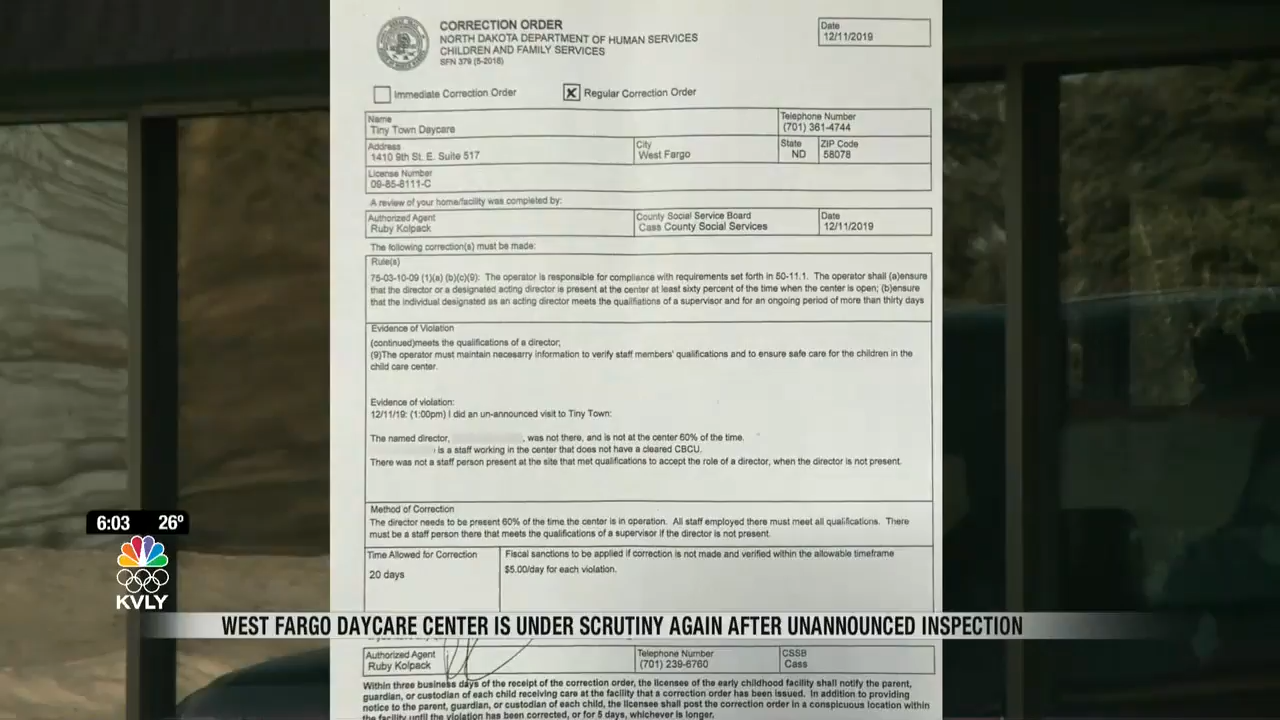 CORRECTION ORDER
NORTH DAKOTA DEPARTMENT OF HUMAN SERVICES
CHILDREN AND FAMILY SERVICES
SFN 379 (5-2016)
Date
12/11/2019
Immediate Correction Order
X Regular Correction Order
Name
Tiny Town Daycare
Telephone Number
(701) 361-4744
Address
1410 9th St. E. Suite 517
City
West Fargo
State
ND
ZIP Code
58078
License Number
09-85-8111-C
A review of your home/facility was completed by:
Authorized Agent
Ruby Kolpack
County Social Service Board
Cass County Social Services
Date
12/11/2019
The following correction(s) must be made:
Rule(s)
75-03-10-09 (1)(a) (b)(c)(9): The operator is responsible for compliance with requirements set forth in 50-11.1. The operator shall (a)ensure
that the director or a designated acting director is present at the center at least sixty percent of the time when the center is open; (b)ensure
that the individual designated as an acting director meets the qualifications of a supervisor and for an ongoing period of more than thirty days
Evidence of Violation
(continued)meets the qualifications of a director,
(9)The operator must maintain necesarry information to verify staff members' qualifications and to ensure safe care for the children in the
child care center.
Evidence of violation:
12/11/19: (1:00pm) I did an un-announced visit to Tiny Town:
The named director, , was not there, and is not at the center 60% of the time.
is a staff working in the center that does not have a cleared CBCU.
There was not a staff person present at the site that met qualifications to accept the role of a director, when the director is not present.
Method of Correction
The director needs to be present 60% of the time the center is in operation. All staff employed there must meet all qualifications. There
must be a staff person there that meets the qualifications of a supervisor if the director is not present.
Time Allowed for Correction
20 days
Fiscal sanctions to be applied if correction is not made and verified within the allowable timeframe
$5.00/day for each violation.
6:03 26°
KVLY
WEST FARGO DAYCARE CENTER IS UNDER SCRUTINY AGAIN AFTER UNANNOUNCED INSPECTION
Authorized Agent
Ruby Kolpack
Telephone Number
(701) 239-6760
CSSB
Cass
Within three business days of the receipt of the correction order, the licensee of the early childhood facility shall notify the parent,
guardian, or custodian of each child receiving care at the facility that a correction order has been issued. In addition to providing
notice to the parent, guardian, or custodian of each child, the licensee shall post the correction order in a conspicuous location within
the facility until the violation has been corrected, or for 5 days, whichever is longer.